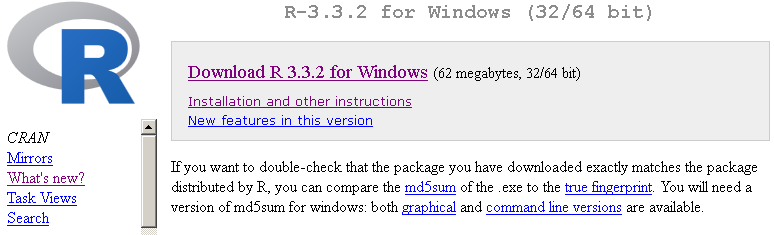 R-3.3.2 for Windows (32/64 bit)
R
Download R 3.3.2 for Windows (62 megabytes, 32/64 bit)
Installation and other instructions
New features in this version
CRAN
Mirrors
What's new?
Task Views
Search
If you want to double-check that the package you have downloaded exactly matches the package
distributed by R, you can compare the md5sum of the .exe to the true fingerprint. You will need a
version of md5sum for windows: both graphical and command line versions are available.